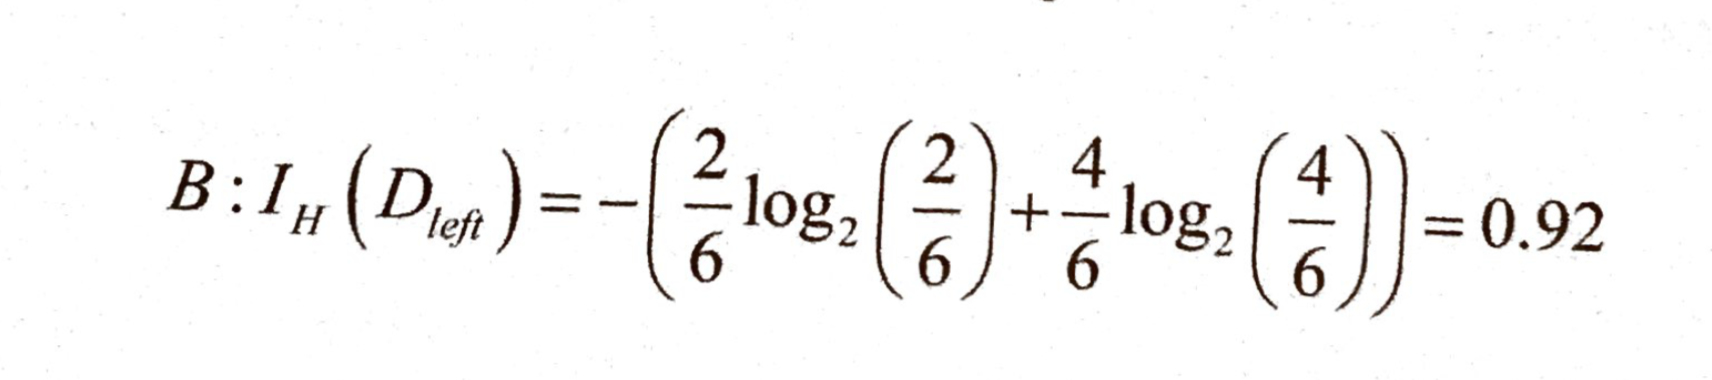 B : I_H (D_left) = −(2/6 log₂(2/6) + 4/6 log₂(4/6)) = 0.92